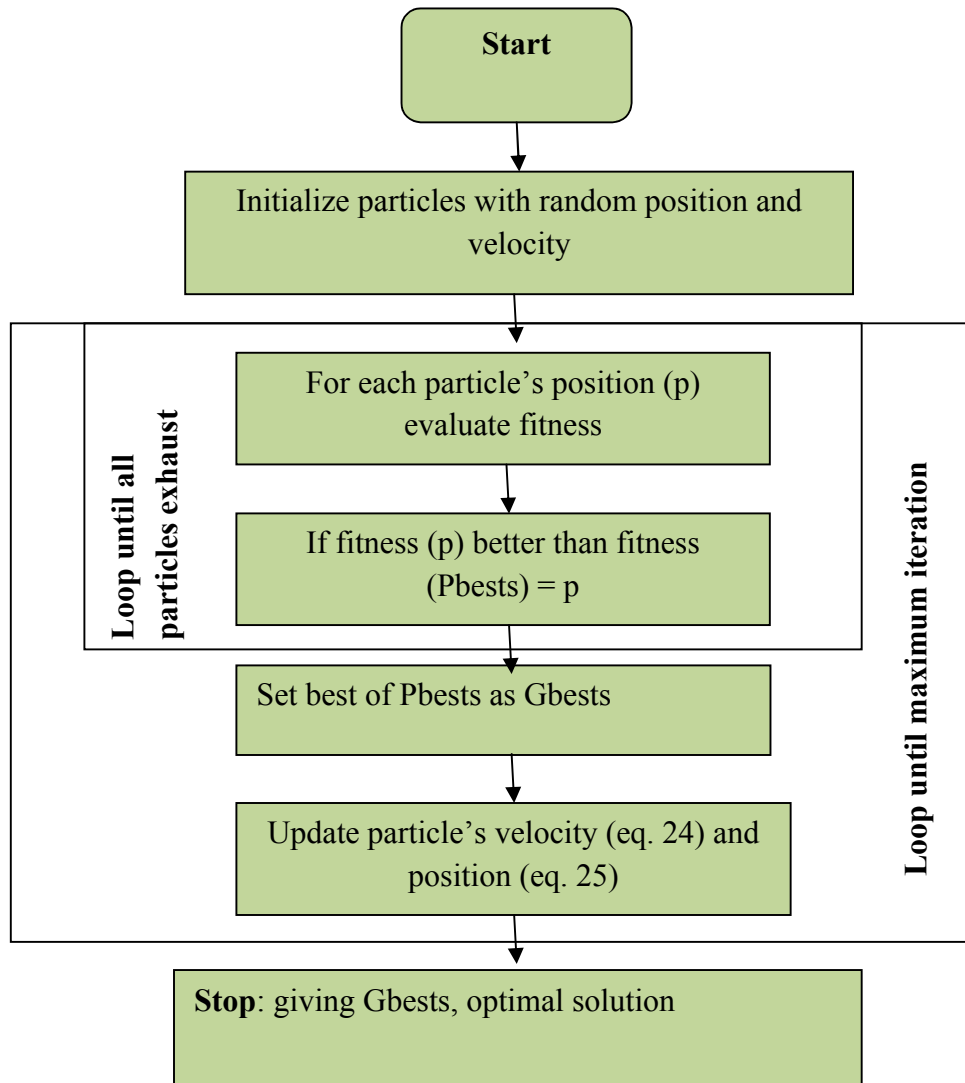 Start
Initialize particles with random position and
velocity
For each particle’s position (p)
evaluate fitness
If fitness (p) better than fitness
(Pbests) = p
Loop until all
particles exhaust
Set best of Pbests as Gbests
Update particle’s velocity (eq. 24) and
position (eq. 25)
Loop until maximum iteration
Stop: giving Gbests, optimal solution